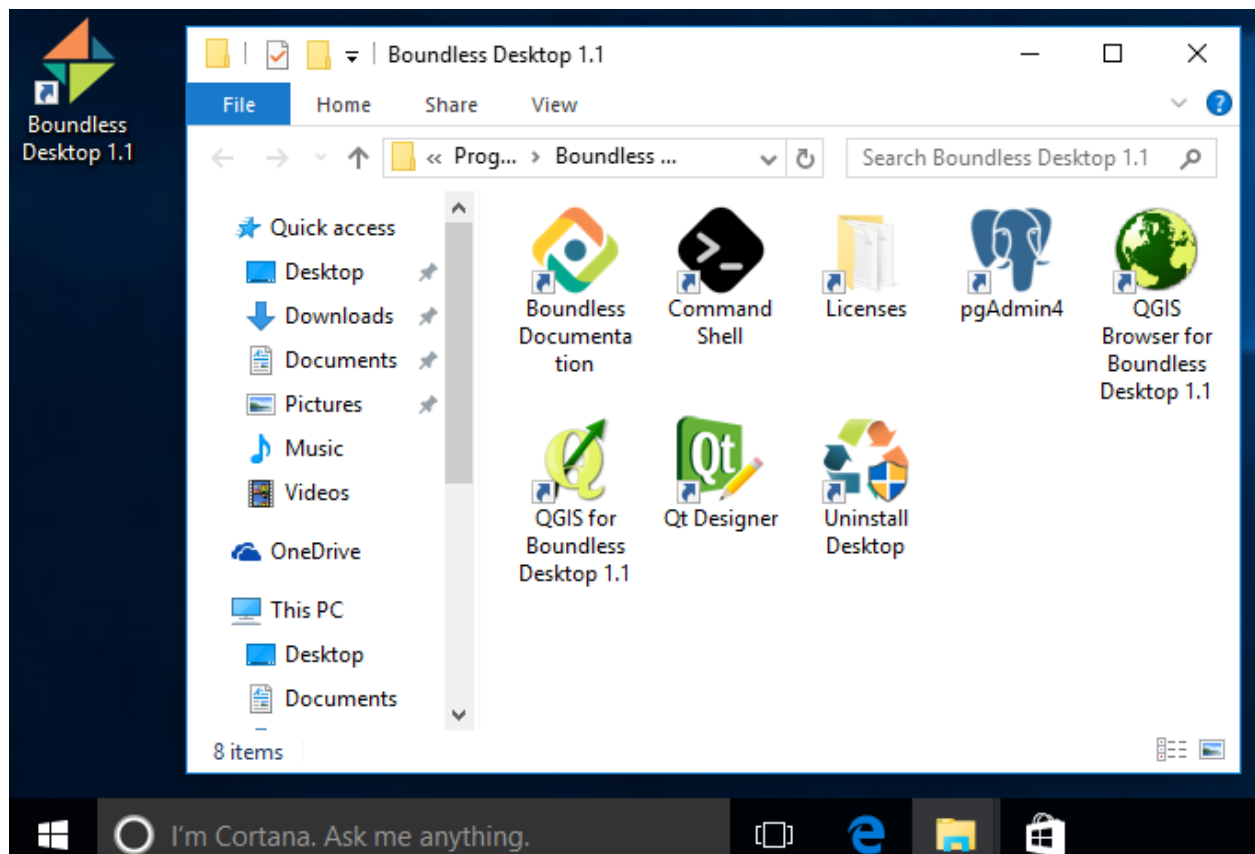 Boundless
Desktop 1.1
Boundless Desktop 1.1
File Home Share View
« Prog... › Boundless ...
Search Boundless Desktop 1.1
Quick access
Desktop
Downloads
Documents
Pictures
Music
Videos
OneDrive
This PC
Desktop
Documents
Boundless
Documenta
tion
Command
Shell
Licenses
pgAdmin4
QGIS
Browser for
Boundless
Desktop 1.1
QGIS for
Boundless
Desktop 1.1
Qt
Qt Designer
Uninstall
Desktop
8 items
I'm Cortana. Ask me anything.